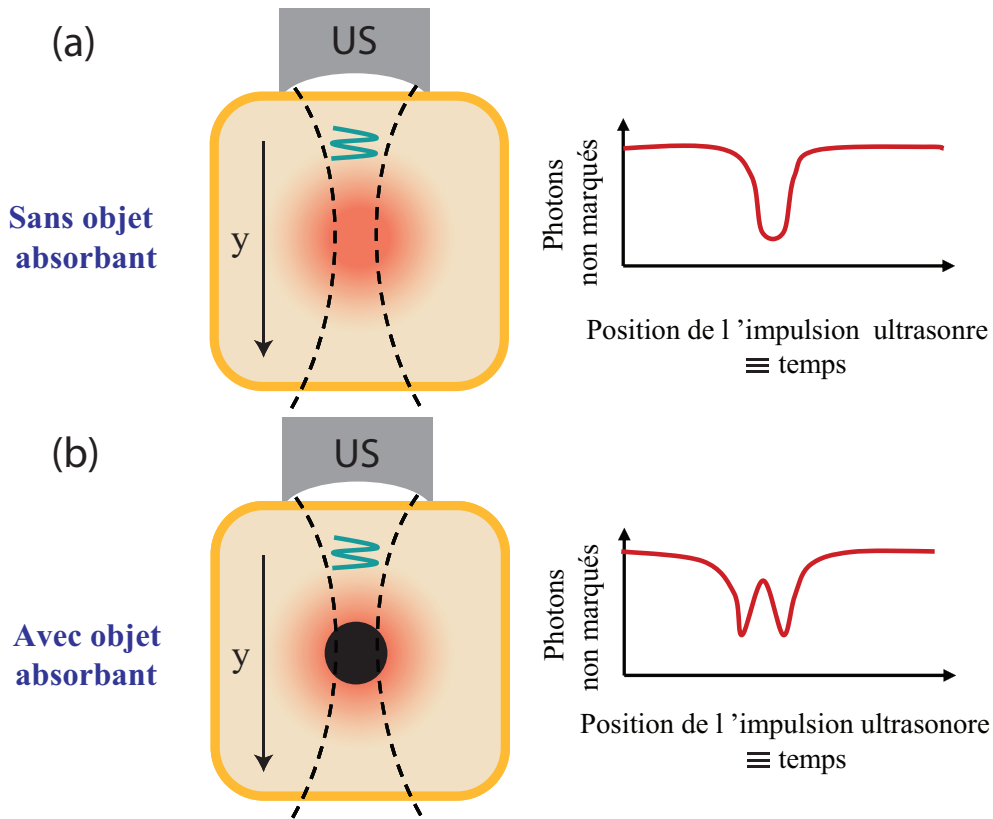 (a)
US
Sans objet
absorbant
y
Photons
non marqués
Position de l ’impulsion ultrasonre
≡ temps
(b)
US
Avec objet
absorbant
y
Photons
non marqués
Position de l ’impulsion ultrasonore
≡ temps